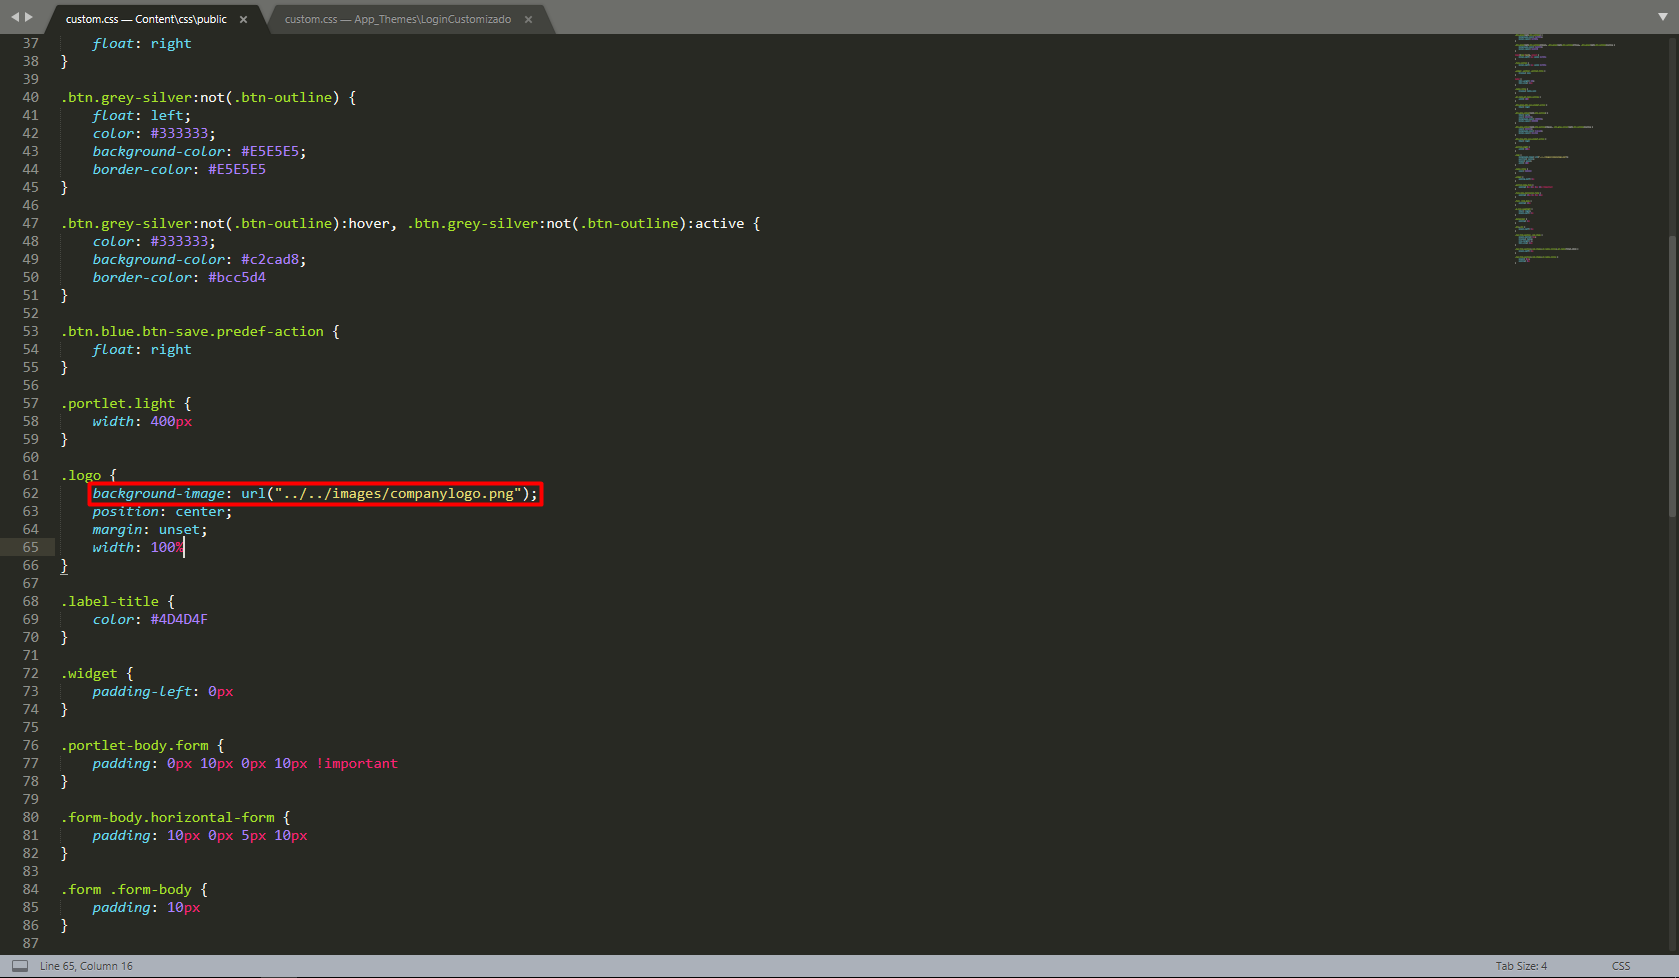 custom.css — Content\css\public
custom.css — App_Themes\LoginCustomizado
37 float: right
38 }
39
40 .btn.grey-silver:not(.btn-outline) {
41 float: left;
42 color: #333333;
43 background-color: #E5E5E5;
44 border-color: #E5E5E5
45 }
46
47 .btn.grey-silver:not(.btn-outline):hover, .btn.grey-silver:not(.btn-outline):active {
48 color: #333333;
49 background-color: #c2cad8;
50 border-color: #bcc5d4
51 }
52
53 .btn.blue.btn-save.predef-action {
54 float: right
55 }
56
57 .portlet.light {
58 width: 400px
59 }
60
61 .logo {
62 background-image: url("../../images/companylogo.png");
63 position: center;
64 margin: unset;
65 width: 100%
66 }
67
68 .label-title {
69 color: #4D4D4F
70 }
71
72 .widget {
73 padding-left: 0px
74 }
75
76 .portlet-body.form {
77 padding: 0px 10px 0px 10px !important
78 }
79
80 .form-body.horizontal-form {
81 padding: 10px 0px 5px 10px
82 }
83
84 .form .form-body {
85 padding: 10px
86 }
87
Line 65, Column 16
Tab Size: 4
CSS